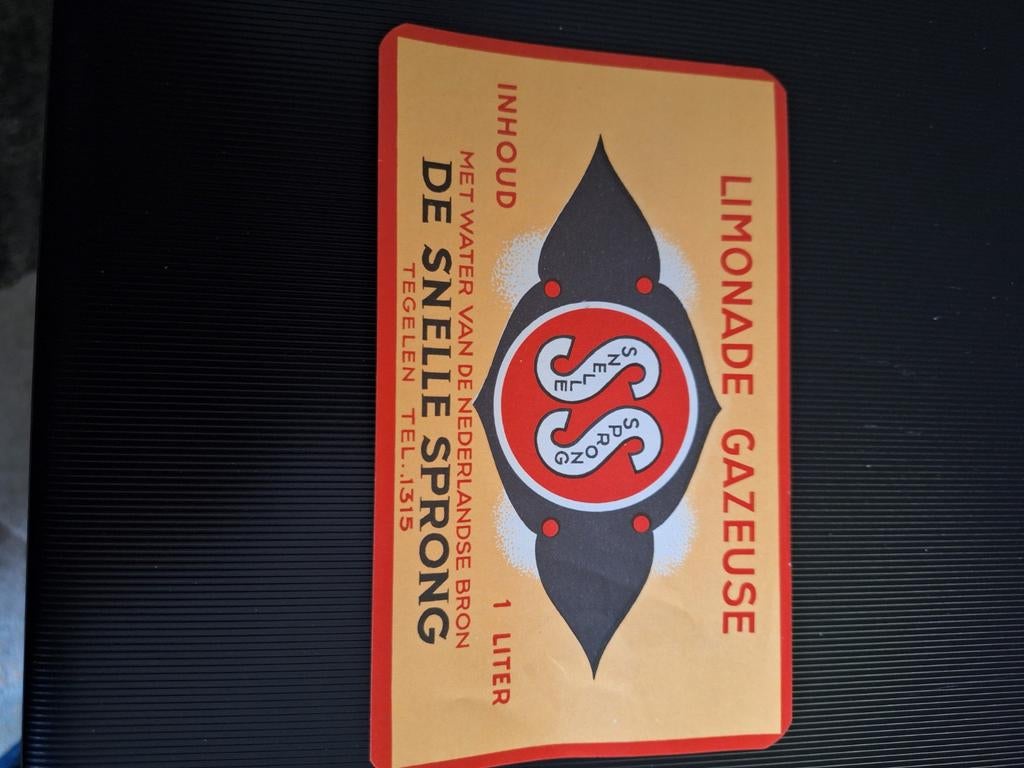 LIMONADE GAZEUSE
SNELLE SPRONG
INHOUD 1 LITER
MET WATER VAN DE NEDERLANDSE BRON
DE SNELLE SPRONG
TEGELEN TEL. 1315